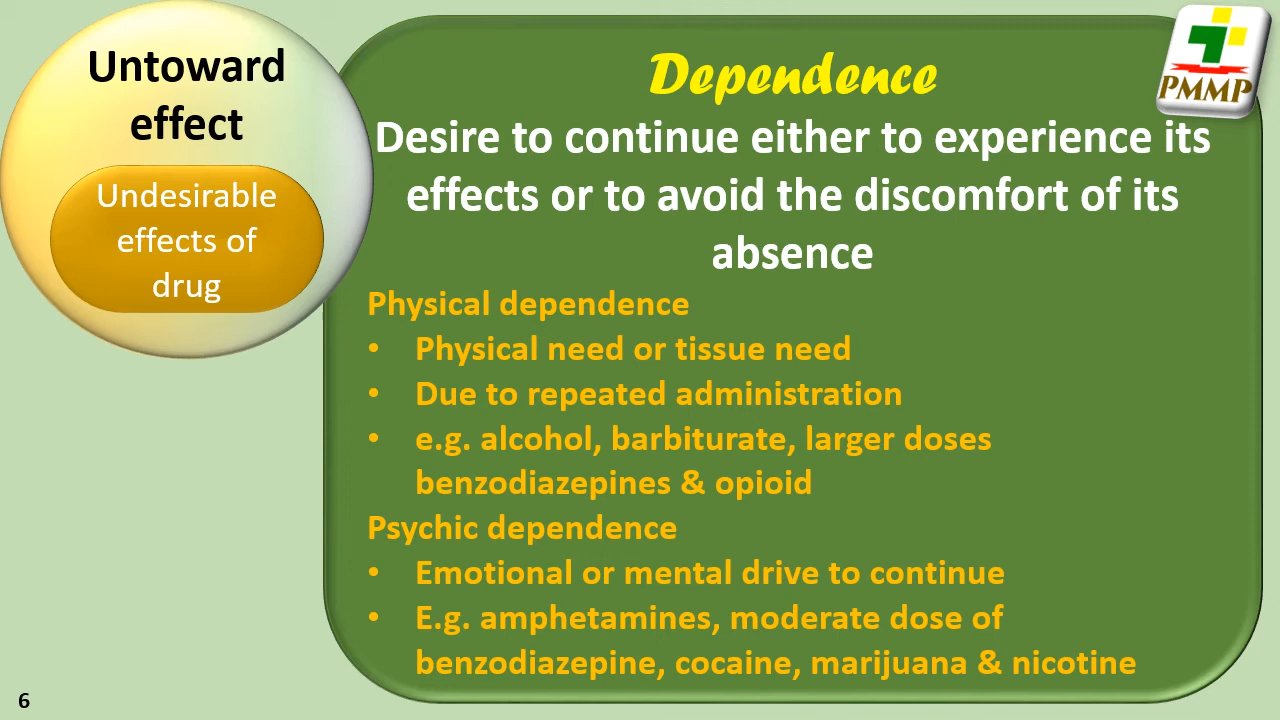 Untoward
effect
Undesirable
effects of
drug
Dependence
PMMP
Desire to continue either to experience its
effects or to avoid the discomfort of its
absence
Physical dependence
• Physical need or tissue need
• Due to repeated administration
• e.g. alcohol, barbiturate, larger doses
benzodiazepines & opioid
Psychic dependence
• Emotional or mental drive to continue
• E.g. amphetamines, moderate dose of
benzodiazepine, cocaine, marijuana & nicotine
6